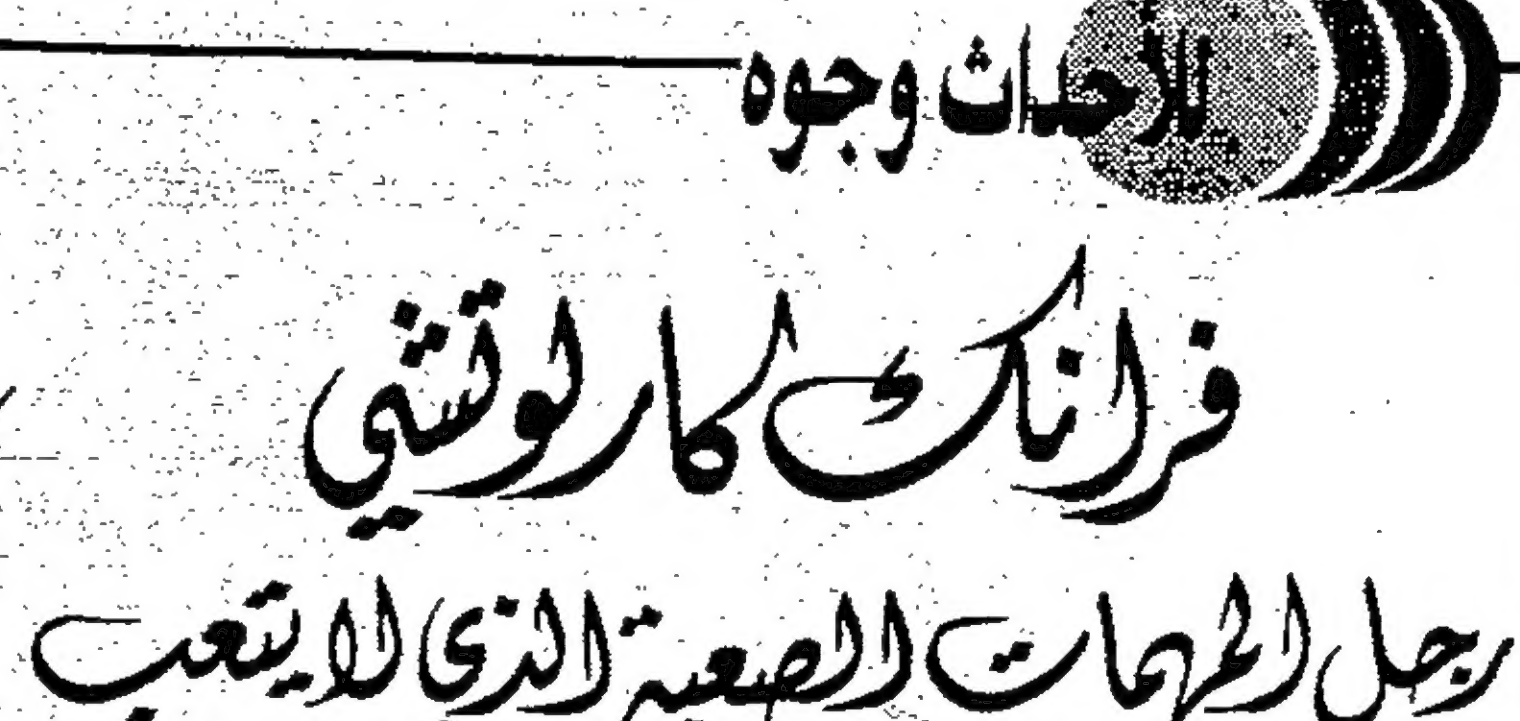 للأحداث وجوه
فرانك كارلوتشي
رجل المهمات الصعبة الذي لا يتعب